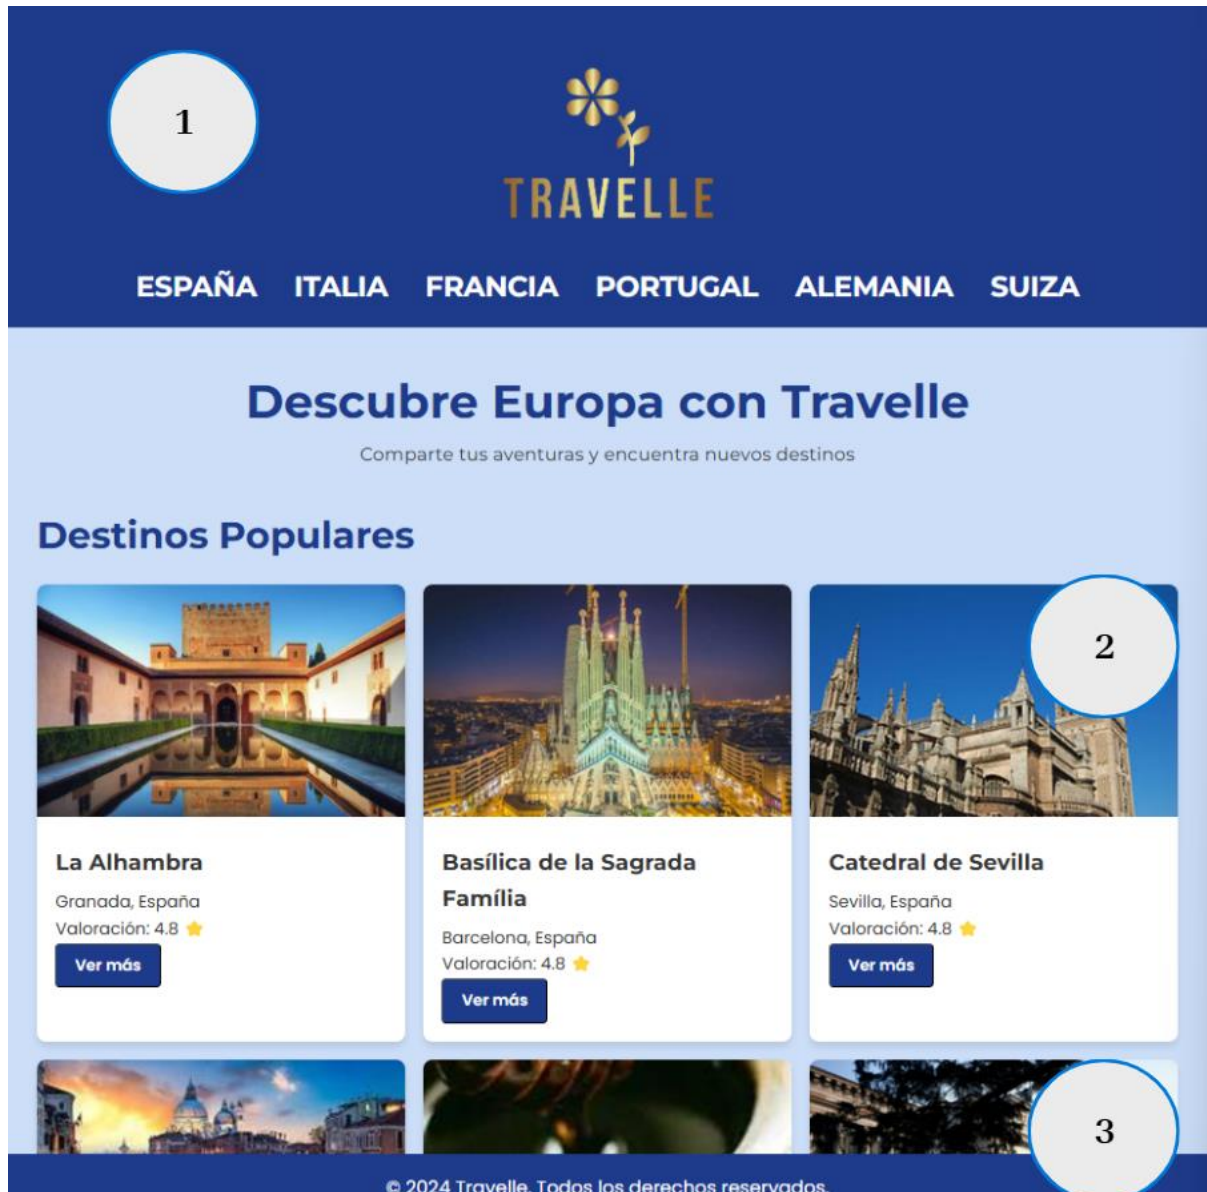 1
TRAVELLE
ESPAÑA ITALIA FRANCIA PORTUGAL ALEMANIA SUIZA
Descubre Europa con Travelle
Comparte tus aventuras y encuentra nuevos destinos
Destinos Populares
2
La Alhambra
Granada, España
Valoración: 4.8
Ver más
Basílica de la Sagrada
Família
Barcelona, España
Valoración: 4.8
Ver más
Catedral de Sevilla
Sevilla, España
Valoración: 4.8
Ver más
3
© 2024 Travelle. Todos los derechos reservados.